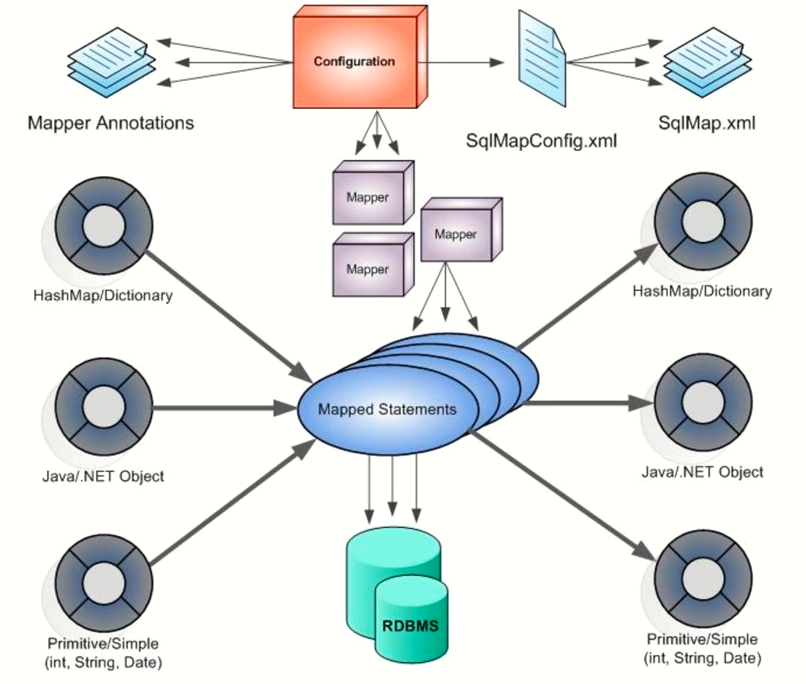 Configuration
Mapper Annotations
SqlMapConfig.xml
SqlMap.xml
Mapper
Mapper
Mapper
HashMap/Dictionary
HashMap/Dictionary
Mapped Statements
Java/.NET Object
Java/.NET Object
RDBMS
Primitive/Simple
(int, String, Date)
Primitive/Simple
(int, String, Date)